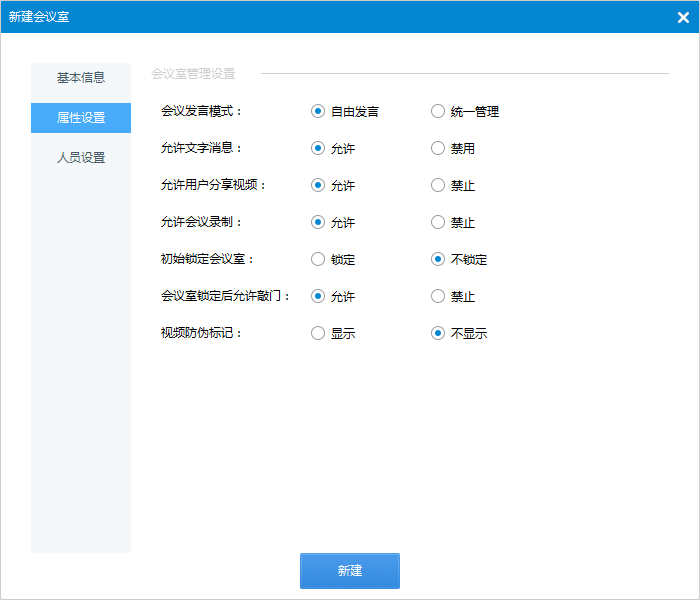 新建会议室
基本信息
属性设置
人员设置
会议室管理设置
会议发言模式： 自由发言 统一管理
允许文字消息： 允许 禁用
允许用户分享视频： 允许 禁止
允许会议录制： 允许 禁止
初始锁定会议室： 锁定 不锁定
会议室锁定后允许敲门： 允许 禁止
视频防伪标记： 显示 不显示
新建